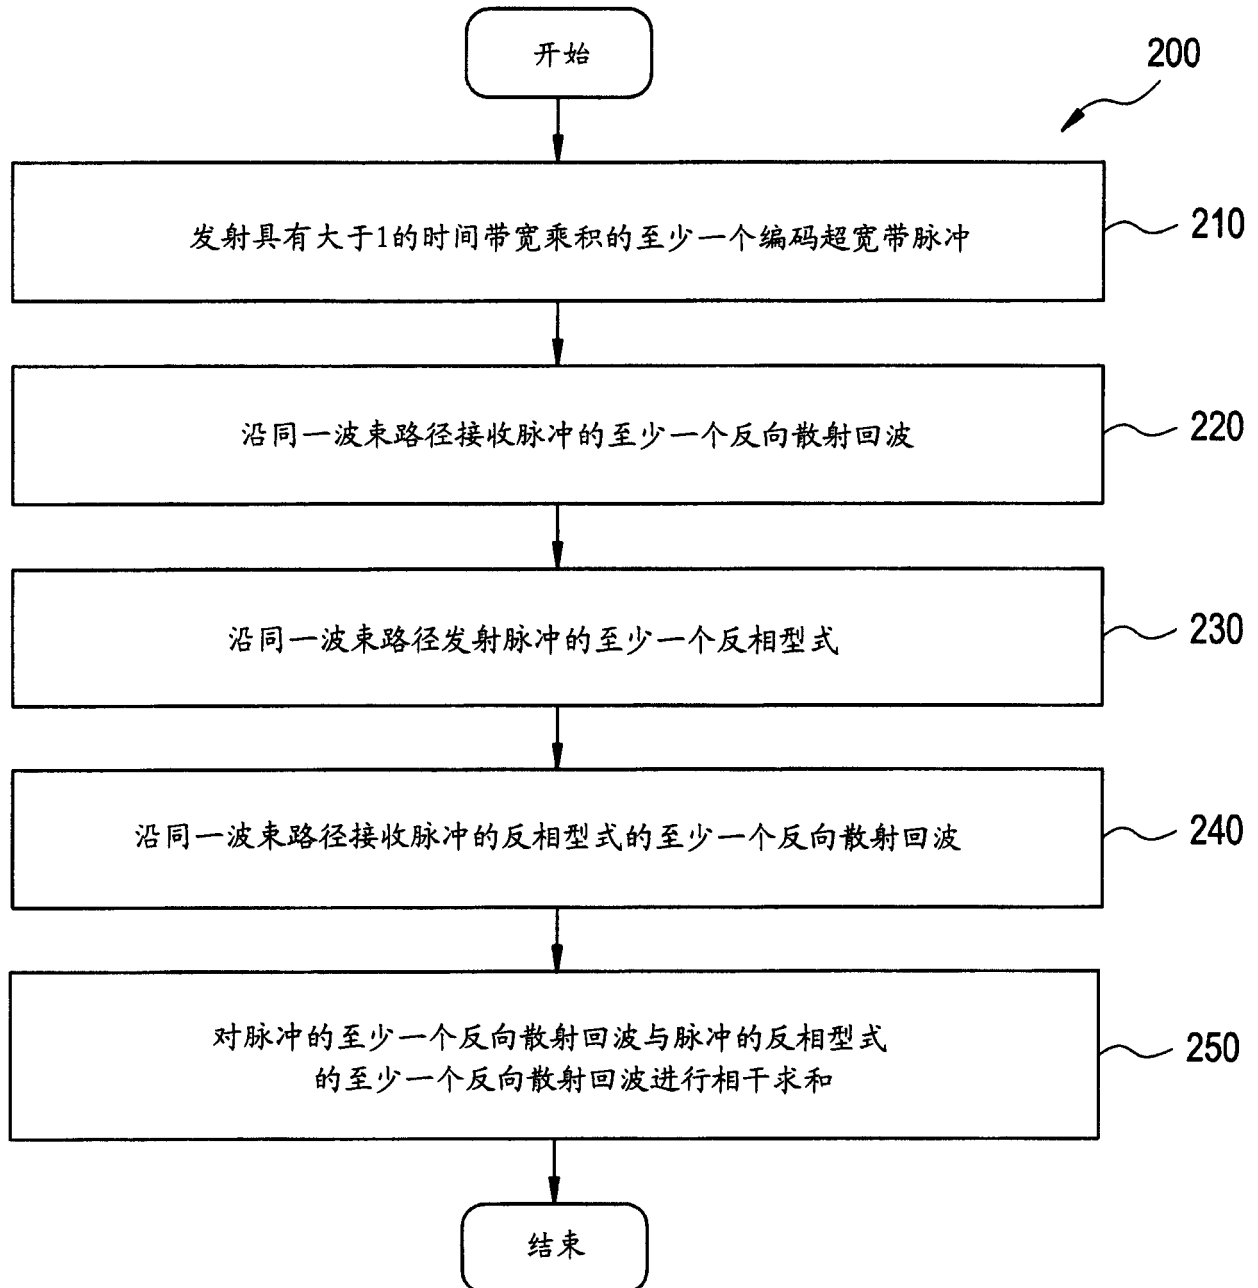 开始
200
发射具有大于1的时间带宽乘积的至少一个编码超宽带脉冲
210
沿同一波束路径接收脉冲的至少一个反向散射回波
220
沿同一波束路径发射脉冲的至少一个反相型式
230
沿同一波束路径接收脉冲的反相型式的至少一个反向散射回波
240
对脉冲的至少一个反向散射回波与脉冲的反相型式
的至少一个反向散射回波进行相干求和
250
结束